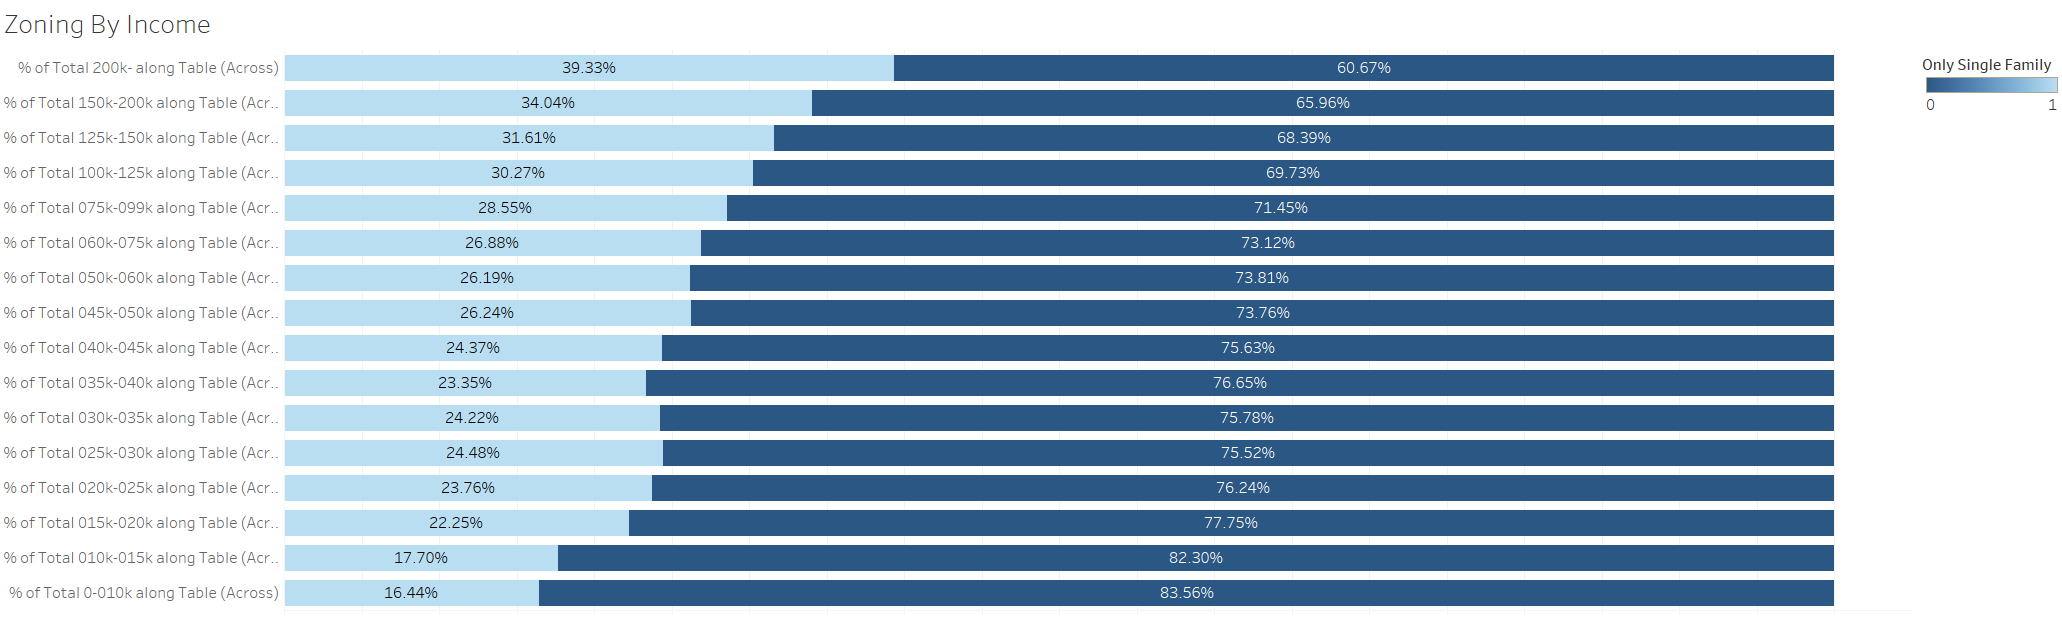 Zoning By Income
% of Total 200k- along Table (Across) 39.33% 60.67%
% of Total 150k-200k along Table (Acr.. 34.04% 65.96%
% of Total 125k-150k along Table (Acr.. 31.61% 68.39%
% of Total 100k-125k along Table (Acr.. 30.27% 69.73%
% of Total 075k-099k along Table (Acr.. 28.55% 71.45%
% of Total 060k-075k along Table (Acr.. 26.88% 73.12%
% of Total 050k-060k along Table (Acr.. 26.19% 73.81%
% of Total 045k-050k along Table (Acr.. 26.24% 73.76%
% of Total 040k-045k along Table (Acr.. 24.37% 75.63%
% of Total 035k-040k along Table (Acr.. 23.35% 76.65%
% of Total 030k-035k along Table (Acr.. 24.22% 75.78%
% of Total 025k-030k along Table (Acr.. 24.48% 75.52%
% of Total 020k-025k along Table (Acr.. 23.76% 76.24%
% of Total 015k-020k along Table (Acr.. 22.25% 77.75%
% of Total 010k-015k along Table (Acr.. 17.70% 82.30%
% of Total 0-010k along Table (Across) 16.44% 83.56%
Only Single Family
0 1